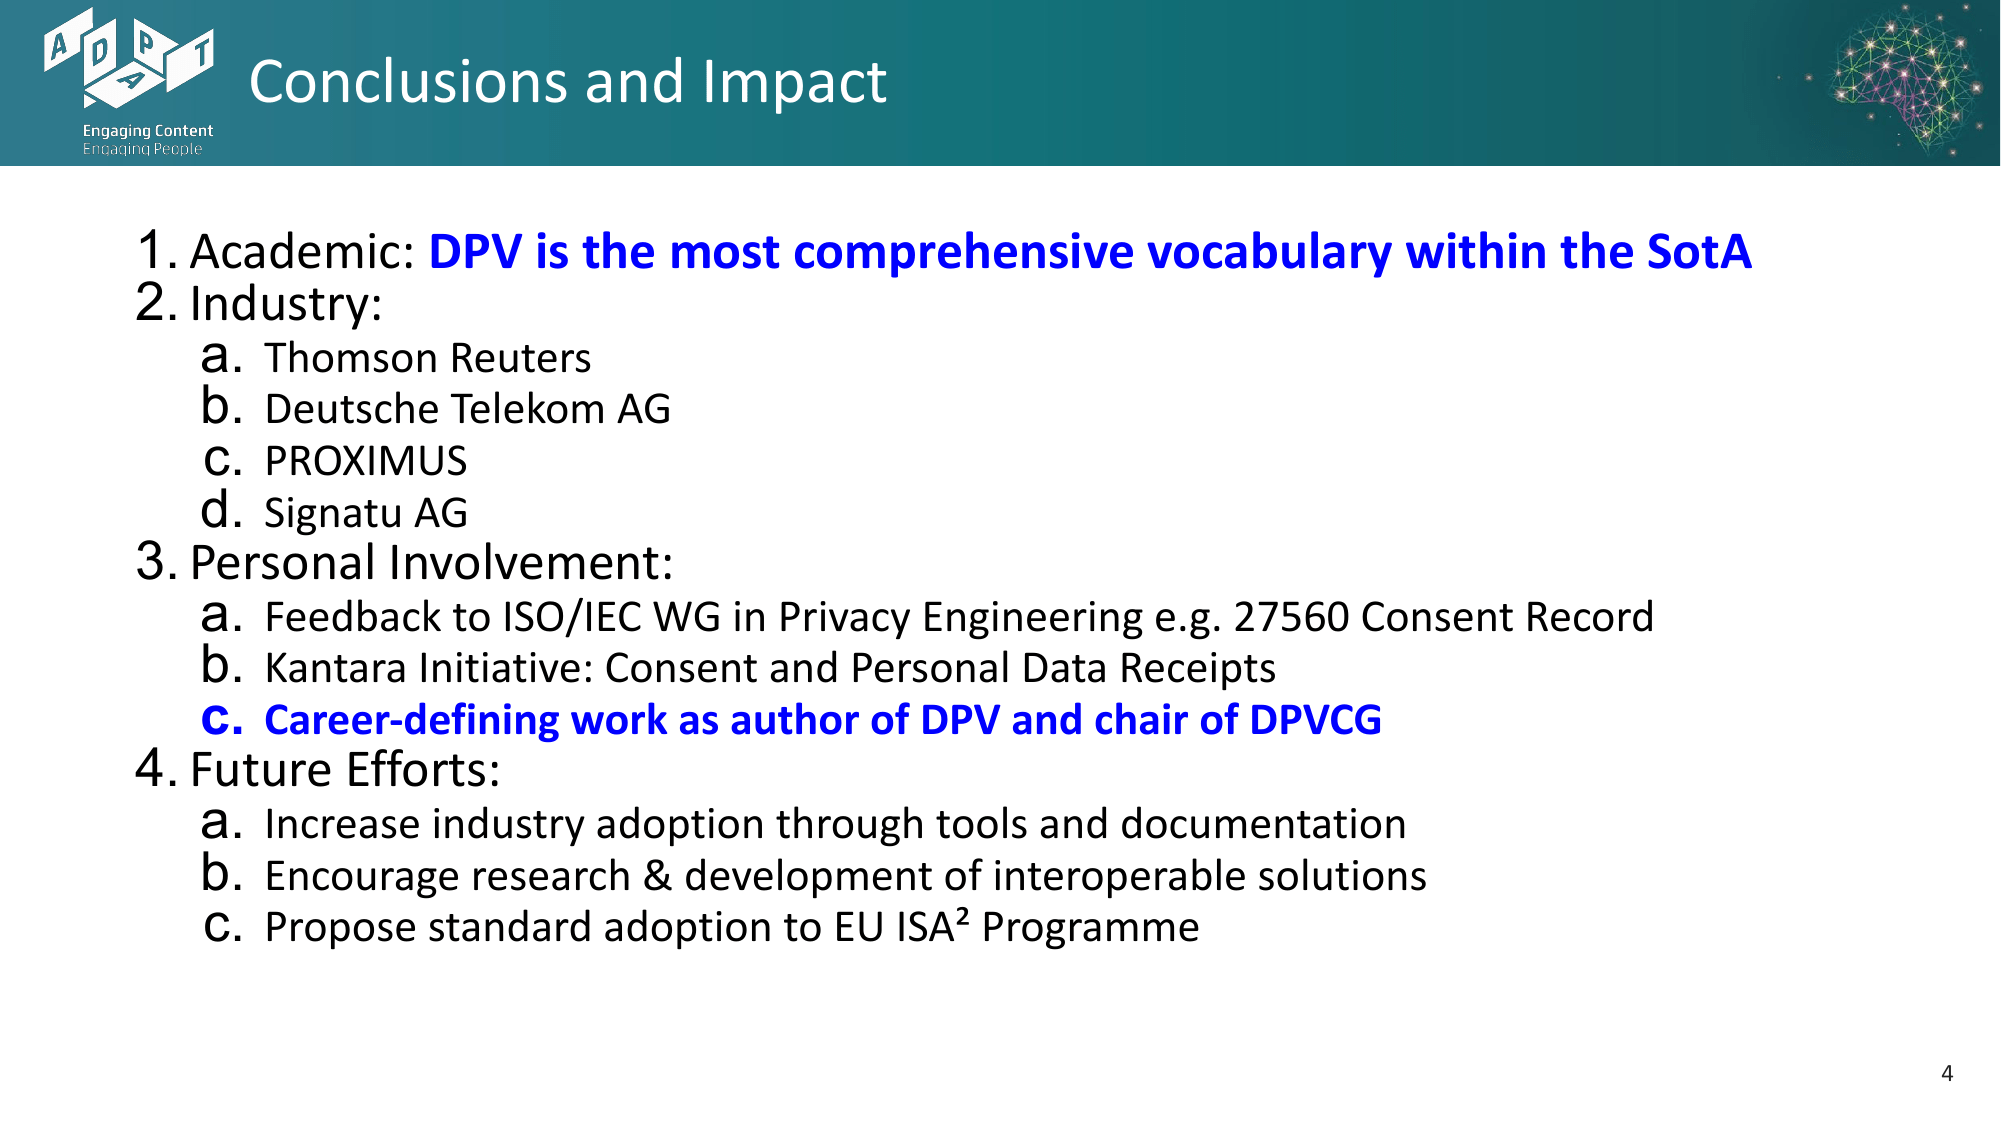 ADAPT
Engaging Content
Engaging People
Conclusions and Impact
1. Academic: DPV is the most comprehensive vocabulary within the SotA
2. Industry:
a. Thomson Reuters
b. Deutsche Telekom AG
c. PROXIMUS
d. Signatu AG
3. Personal Involvement:
a. Feedback to ISO/IEC WG in Privacy Engineering e.g. 27560 Consent Record
b. Kantara Initiative: Consent and Personal Data Receipts
c. Career-defining work as author of DPV and chair of DPVCG
4. Future Efforts:
a. Increase industry adoption through tools and documentation
b. Encourage research & development of interoperable solutions
c. Propose standard adoption to EU ISA² Programme
4